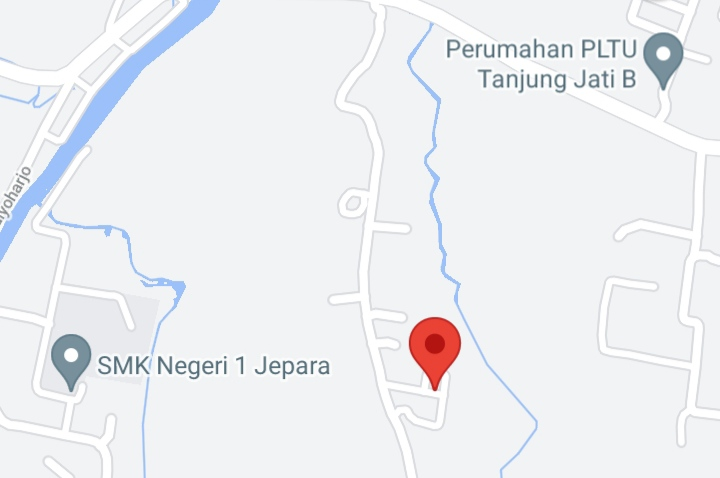 Perumahan PLTU
Tanjung Jati B
SMK Negeri 1 Jepara